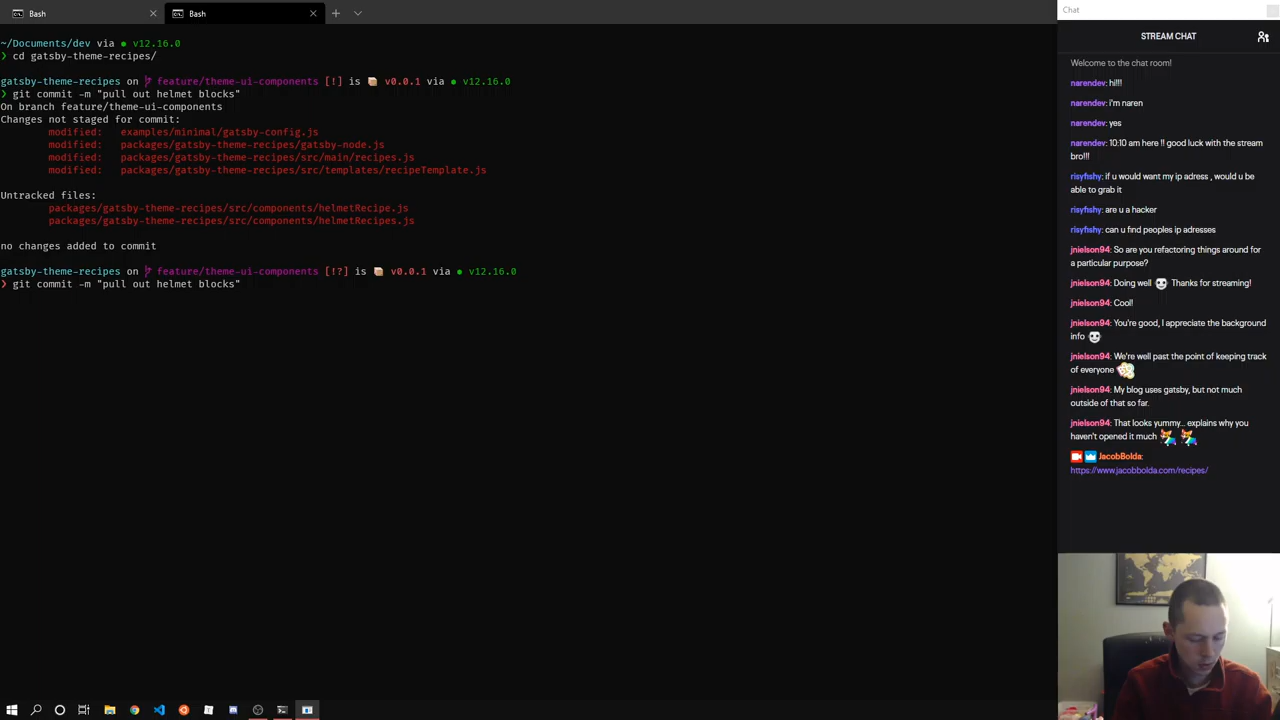 Bash
Bash
~/Documents/dev via ● v12.16.0
❯ cd gatsby-theme-recipes/
gatsby-theme-recipes on feature/theme-ui-components [!] is 📦 v0.0.1 via ● v12.16.0
❯ git commit -m "pull out helmet blocks"
On branch feature/theme-ui-components
Changes not staged for commit:
modified: examples/minimal/gatsby-config.js
modified: packages/gatsby-theme-recipes/gatsby-node.js
modified: packages/gatsby-theme-recipes/src/main/recipes.js
modified: packages/gatsby-theme-recipes/src/templates/recipeTemplate.js
Untracked files:
packages/gatsby-theme-recipes/src/components/helmetRecipe.js
packages/gatsby-theme-recipes/src/components/helmetRecipes.js
no changes added to commit
gatsby-theme-recipes on feature/theme-ui-components [!?] is 📦 v0.0.1 via ● v12.16.0
❯ git commit -m "pull out helmet blocks"
Chat
STREAM CHAT
Welcome to the chat room!
narendev: hi!!!
narendev: i'm naren
narendev: yes
narendev: 10:10 am here !! good luck with the stream
bro!!!
risyfishy: if u would want my ip adress , would u be
able to grab it
risyfishy: are u a hacker
risyfishy: can u find peoples ip adresses
jnielson94: So are you refactoring things around for
a particular purpose?
jnielson94: Doing well Thanks for streaming!
jnielson94: Cool!
jnielson94: You're good, I appreciate the background
info
jnielson94: We're well past the point of keeping track
of everyone
jnielson94: My blog uses gatsby, but not much
outside of that so far.
jnielson94: That looks yummy... explains why you
haven't opened it much
JacobBolda:
https://www.jacobbolda.com/recipes/